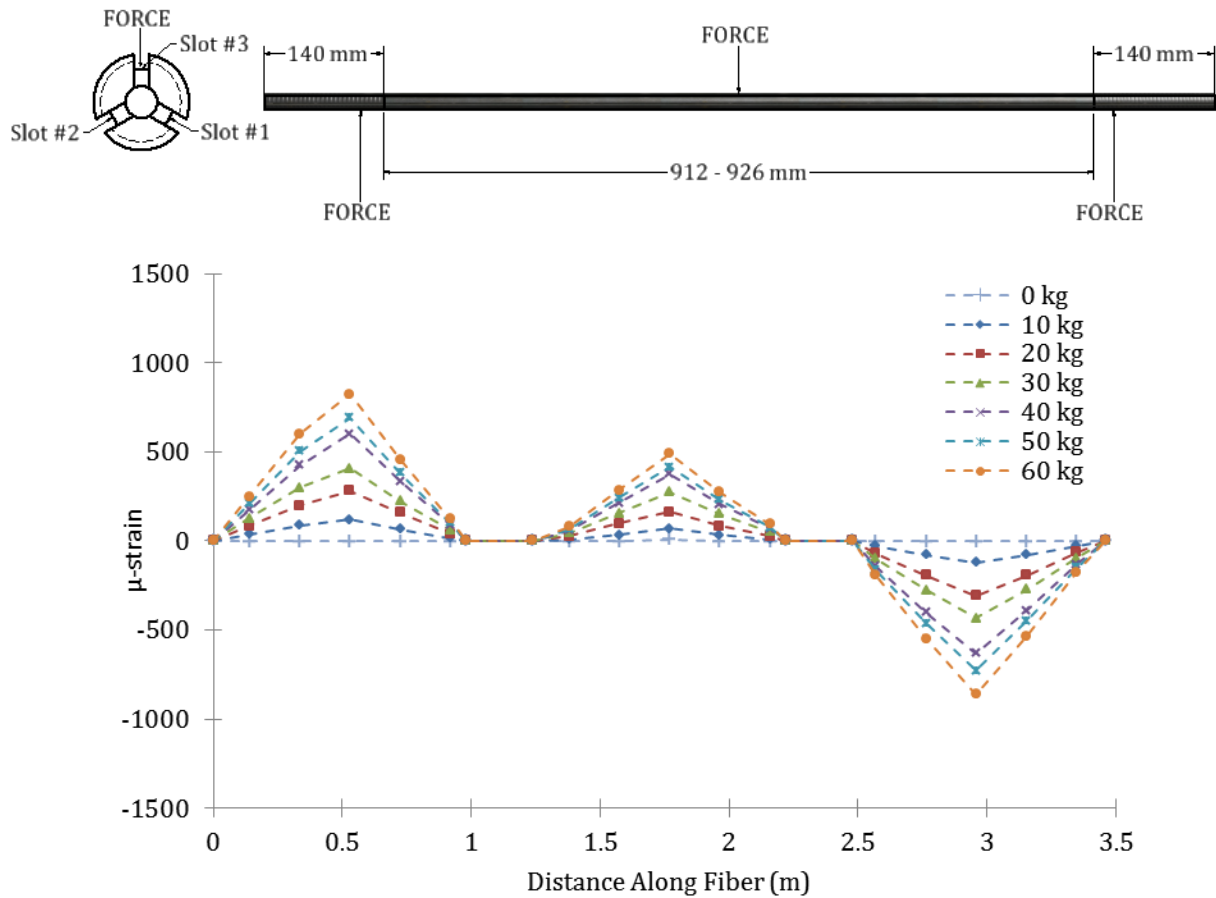 FORCE
Slot #3
Slot #2
Slot #1
140 mm
FORCE
140 mm
912 - 926 mm
FORCE
FORCE
μ-strain
1500
1000
500
0
-500
-1000
-1500
0 kg
10 kg
20 kg
30 kg
40 kg
50 kg
60 kg
0
0.5
1
1.5
2
2.5
3
3.5
Distance Along Fiber (m)